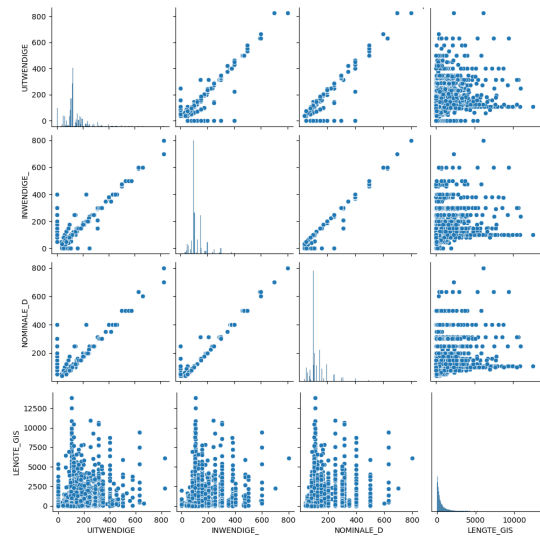 800
600
400
200
0
UITWENDIGE
800
600
400
200
0
INWENDIGE_
800
600
400
200
NOMINALE_D
12500
10000
7500
5000
2500
0
LENGTE_GIS
0 200 400 600 800
UITWENDIGE
0 200 400 600 800
INWENDIGE_
200 400 600 800
NOMINALE_D
0 5000 10000
LENGTE_GIS